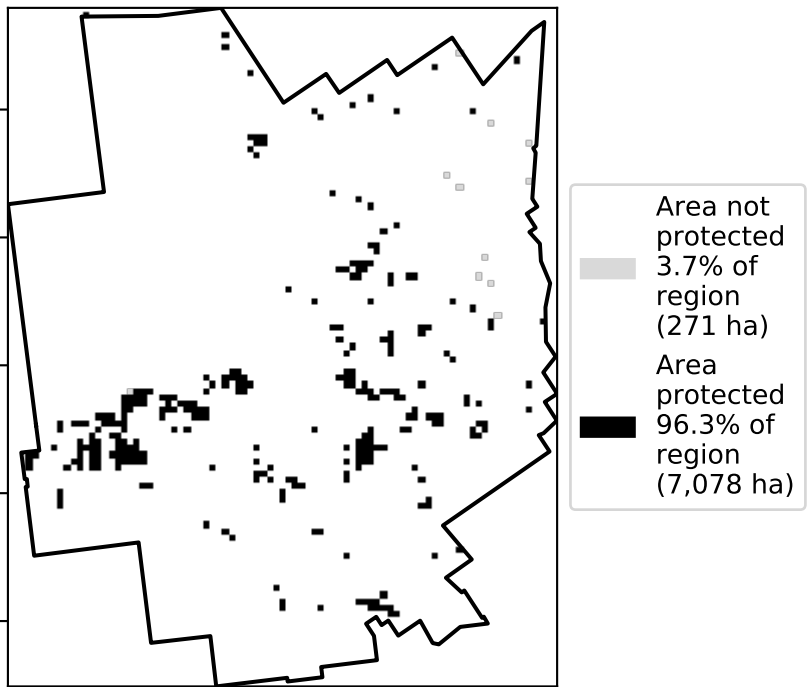 Area not
protected
3.7% of
region
(271 ha)
Area
protected
96.3% of
region
(7,078 ha)